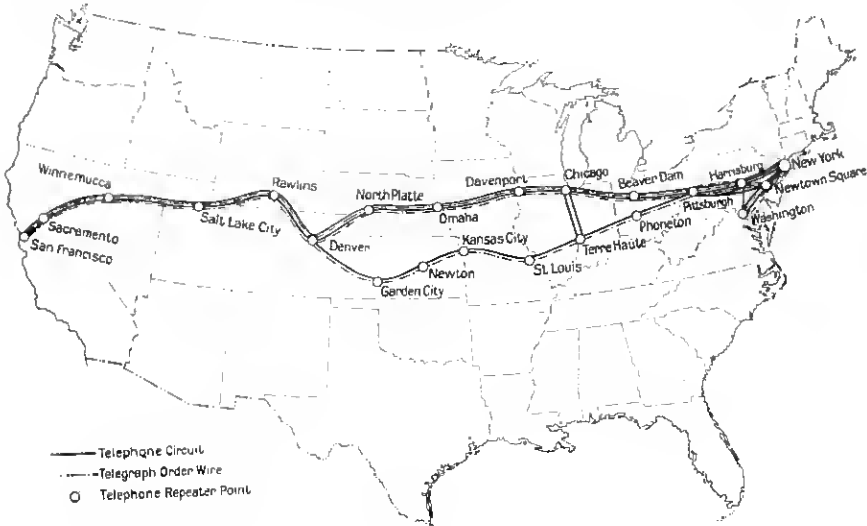 Winnemucca
Rawlins
North Platte
Davenport
Chicago
Beaver Dam
Harrisburg
New York
Newtown Square
Pittsburgh
Washington
Sacramento
San Francisco
Salt Lake City
Denver
Omaha
Kansas City
Phoneton
Terre Haute
Newton
St. Louis
Garden City
Telephone Circuit
Telegraph Order Wire
Telephone Repeater Point